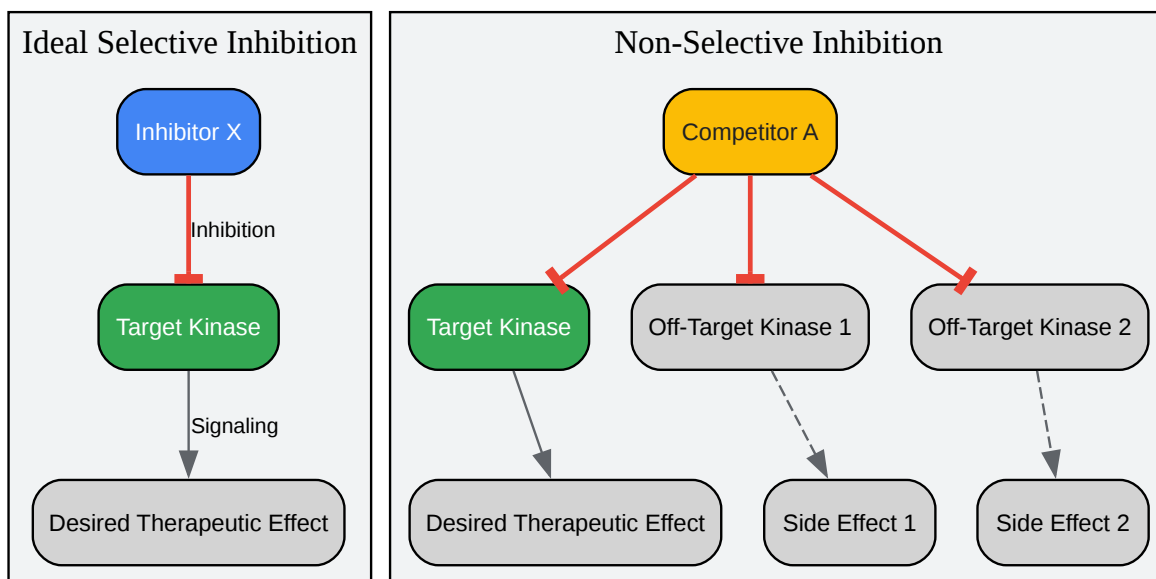 Ideal Selective Inhibition
Inhibitor X
Inhibition
Target Kinase
Signaling
Desired Therapeutic Effect
Non-Selective Inhibition
Competitor A
Target Kinase
Off-Target Kinase 1
Off-Target Kinase 2
Desired Therapeutic Effect
Side Effect 1
Side Effect 2